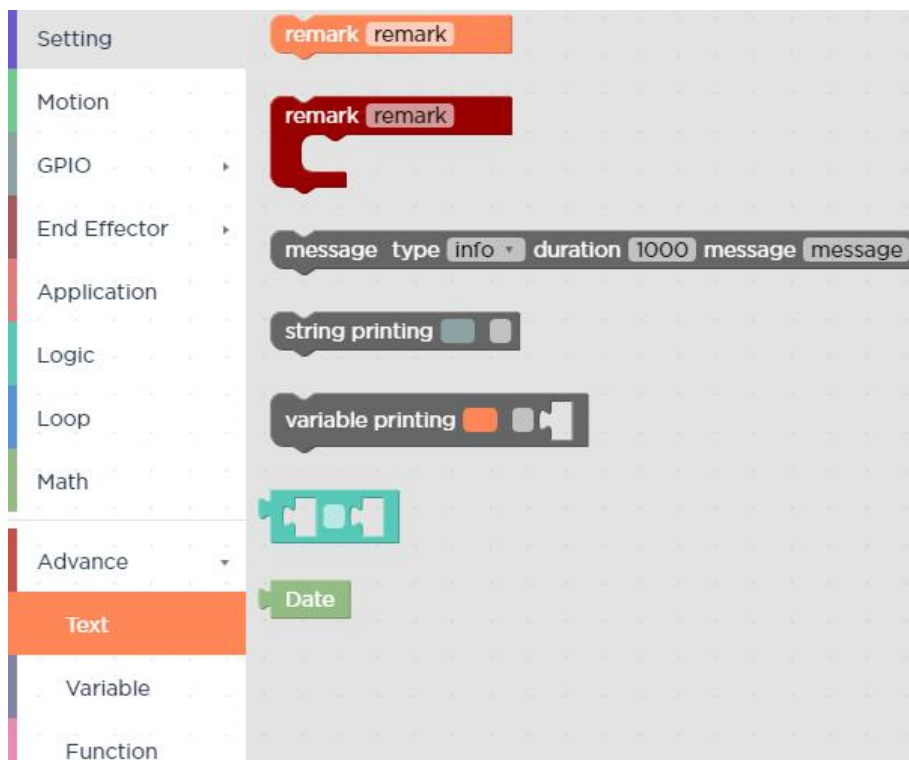 Setting
Motion
GPIO
End Effector
Application
Logic
Loop
Math
Advance
Text
Variable
Function
remark remark
remark remark
message type info duration 1000 message message
string printing
variable printing
Date